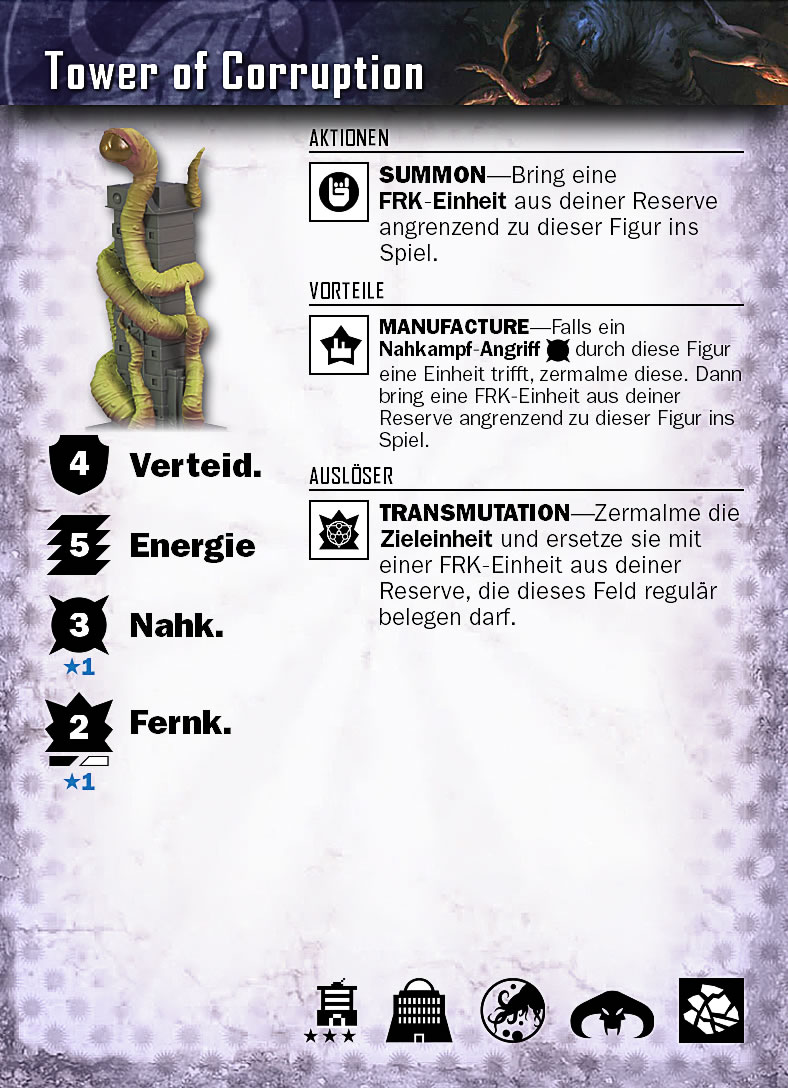 Tower of Corruption
AKTIONEN
SUMMON—Bring eine
FRK-Einheit aus deiner Reserve
angrenzend zu dieser Figur ins
Spiel.
VORTEILE
MANUFACTURE—Falls ein
Nahkampf-Angriff durch diese Figur
eine Einheit trifft, zermalme diese. Dann
bring eine FRK-Einheit aus deiner
Reserve angrenzend zu dieser Figur ins
Spiel.
AUSLÖSER
TRANSMUTATION—Zermalme die
Zieleinheit und ersetze sie mit
einer FRK-Einheit aus deiner
Reserve, die dieses Feld regulär
belegen darf.
4 Verteid.
5 Energie
3 Nahk.
★1
2 Fernk.
★1